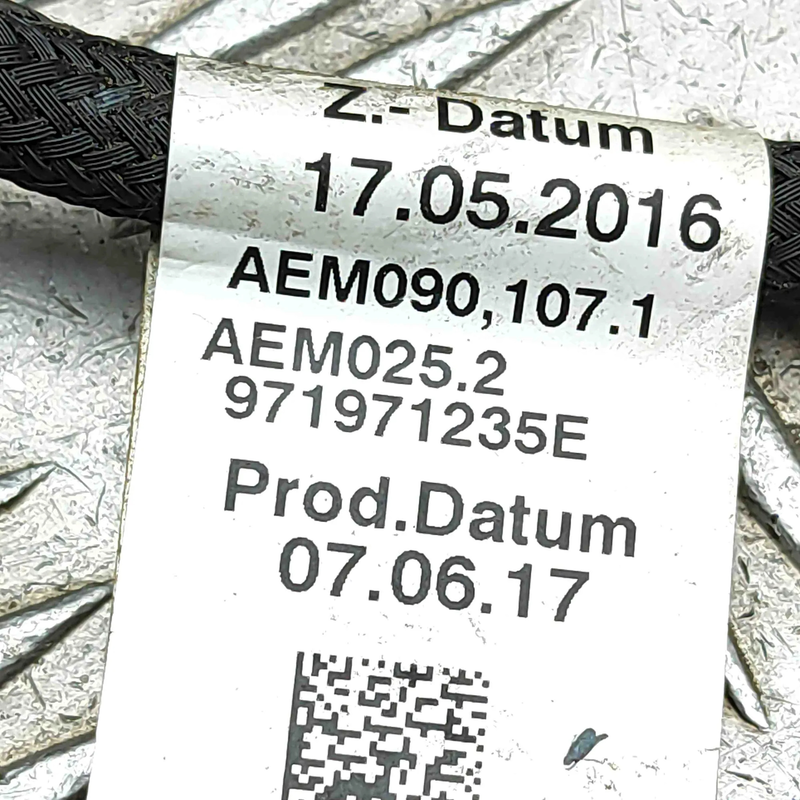 Z.- Datum
17.05.2016
AEM090,107.1
AEM025.2
971971235E
Prod.Datum
07.06.17